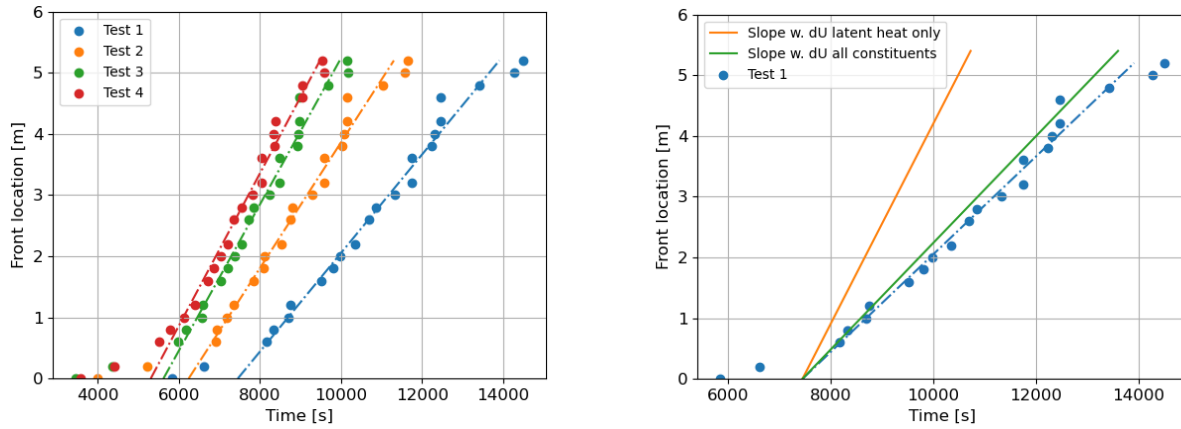 6
5
4
3
2
1
0
Front location [m]
Test 1
Test 2
Test 3
Test 4
4000 6000 8000 10000 12000 14000
Time [s]
6
5
4
3
2
1
0
Front location [m]
Slope w. dU latent heat only
Slope w. dU all constituents
Test 1
6000 8000 10000 12000 14000
Time [s]